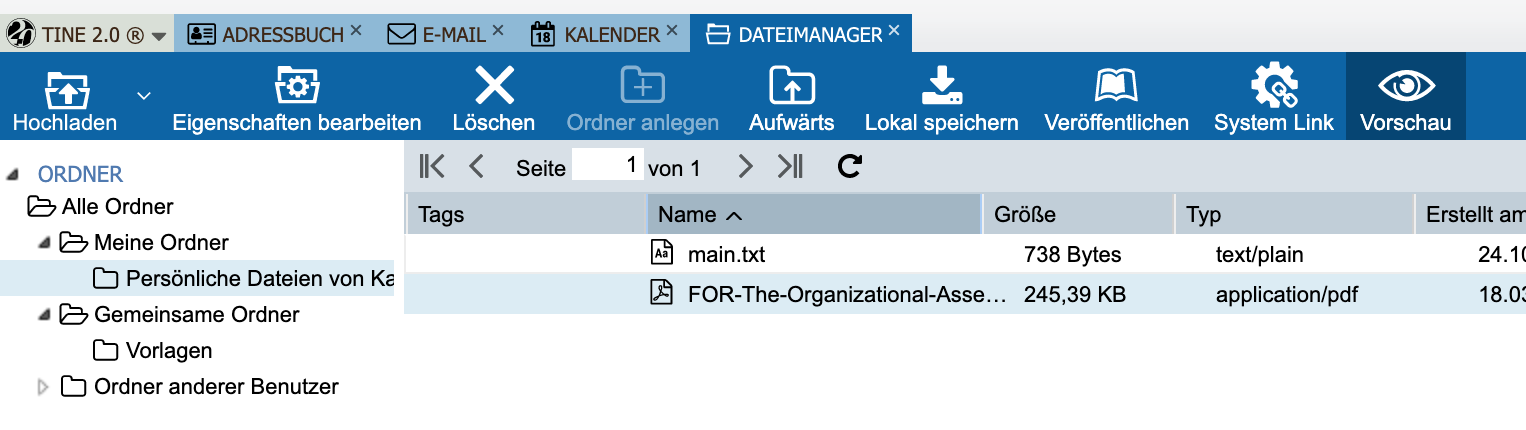 TINE 2.0 ® ADRESSBUCH E-MAIL 18 KALENDER DATEIMANAGER
Hochladen Eigenschaften bearbeiten Löschen Ordner anlegen Aufwärts Lokal speichern Veröffentlichen System Link Vorschau
ORDNER
Alle Ordner
Meine Ordner
Persönliche Dateien von Ka
Gemeinsame Ordner
Vorlagen
Ordner anderer Benutzer
Seite 1 von 1
Tags Name Größe Typ Erstellt am
Aa main.txt 738 Bytes text/plain 24.10
FOR-The-Organizational-Asse... 245,39 KB application/pdf 18.03